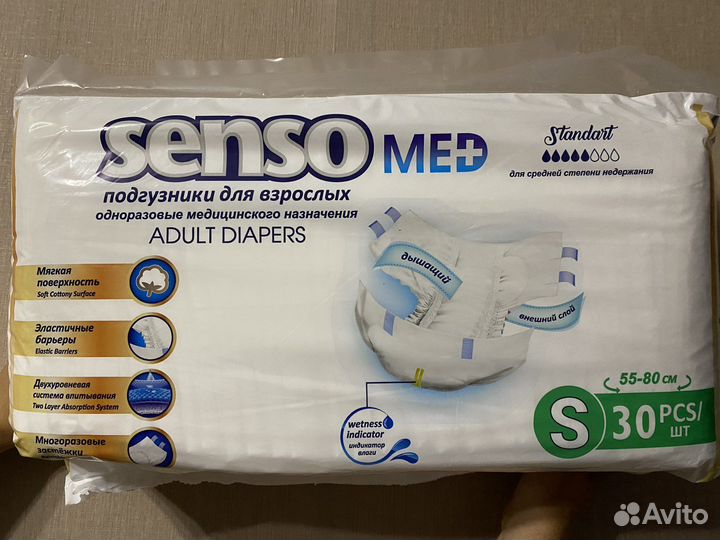 senso MED
подгузники для взрослых
одноразовые медицинского назначения
ADULT DIAPERS
Standart
для средней степени недержания
Мягкая
поверхность
Soft Cottony Surface
Эластичные
барьеры
Elastic Barriers
Двухуровневая
система впитывания
Two Layer Absorption System
Многоразовые
застёжки
дышащий
внешний слой
wetness
indicator
индикатор
влаги
55-80 см
S
30 PCS/
ШТ
Avito